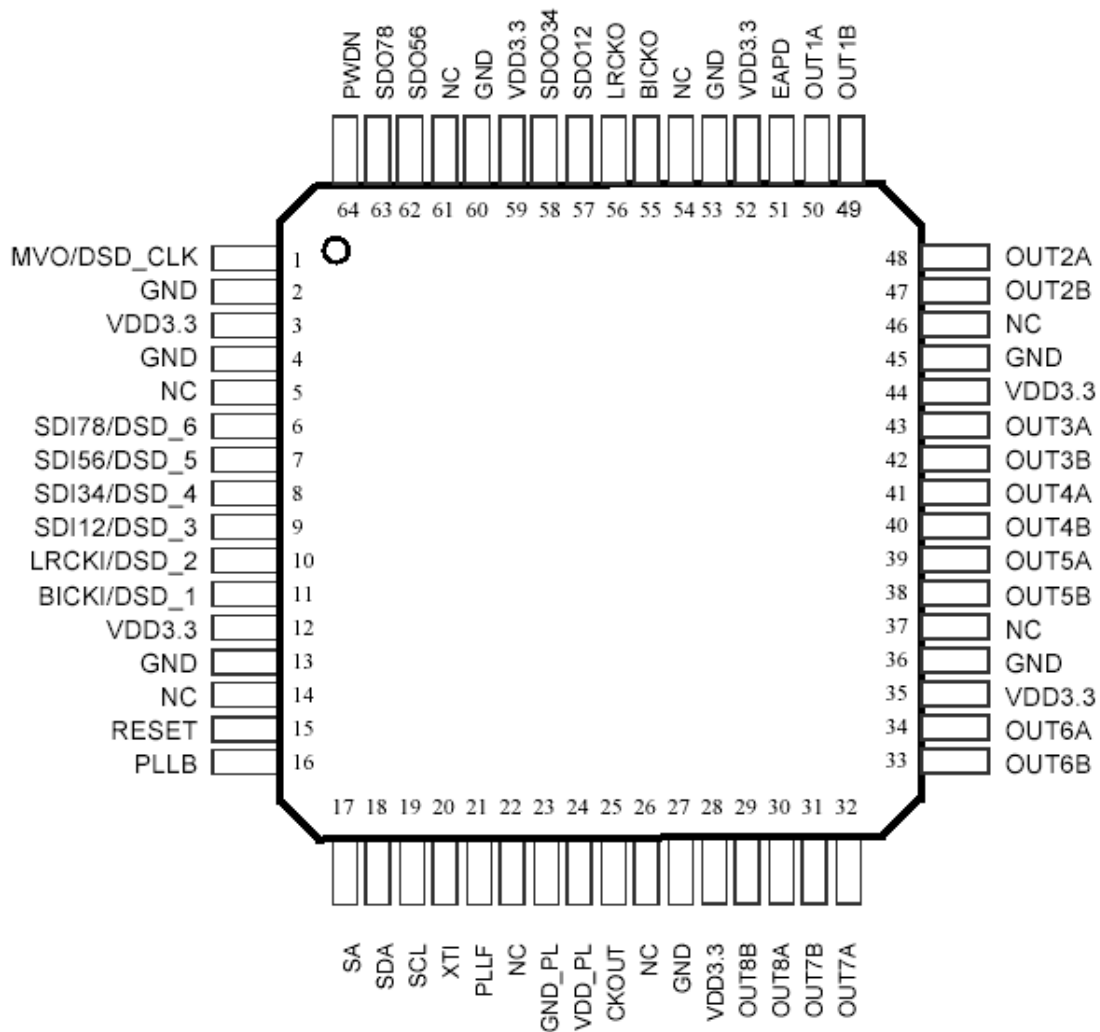 PWDN
SDO78
SDO56
NC
GND
VDD3.3
SDOO34
SDO12
LRCKO
BICKO
NC
GND
VDD3.3
EAPD
OUT1A
OUT1B
64 63 62 61 60 59 58 57 56 55 54 53 52 51 50 49
MVO/DSD_CLK 1
GND 2
VDD3.3 3
GND 4
NC 5
SDI78/DSD_6 6
SDI56/DSD_5 7
SDI34/DSD_4 8
SDI12/DSD_3 9
LRCKI/DSD_2 10
BICKI/DSD_1 11
VDD3.3 12
GND 13
NC 14
RESET 15
PLLB 16
48 OUT2A
47 OUT2B
46 NC
45 GND
44 VDD3.3
43 OUT3A
42 OUT3B
41 OUT4A
40 OUT4B
39 OUT5A
38 OUT5B
37 NC
36 GND
35 VDD3.3
34 OUT6A
33 OUT6B
17 18 19 20 21 22 23 24 25 26 27 28 29 30 31 32
SA
SDA
SCL
XTI
PLLF
NC
GND_PL
VDD_PL
CKOUT
NC
GND
VDD3.3
OUT8B
OUT8A
OUT7B
OUT7A